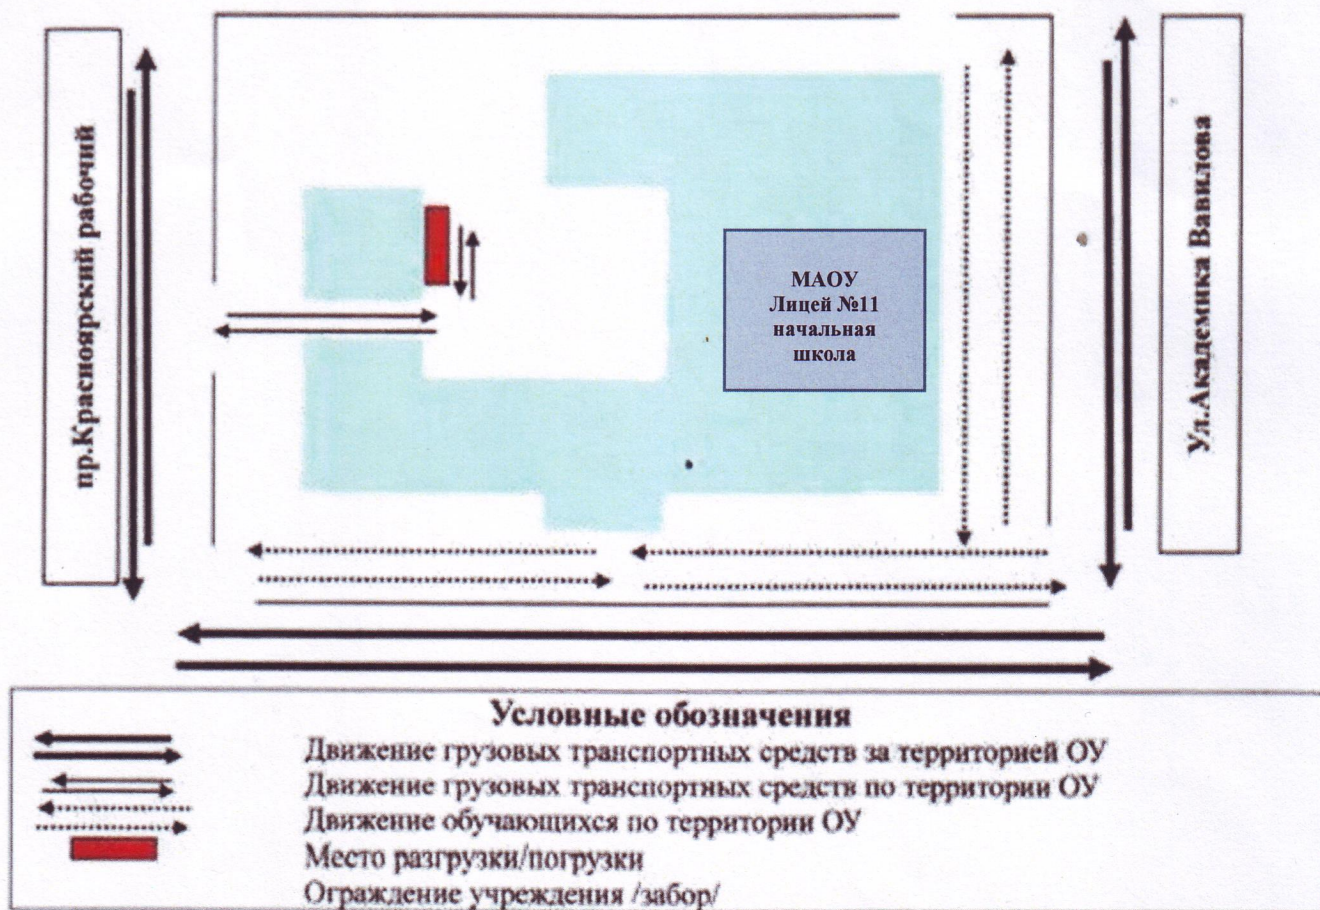 пр.Красноярский рабочий
МАОУ
Лицей №11
начальная
школа
Ул.Академика Вавилова
Условные обозначения
Движение грузовых транспортных средств за территорией ОУ
Движение грузовых транспортных средств по территории ОУ
Движение обучающихся по территории ОУ
Место разгрузки/погрузки
Ограждение учреждения /забор/